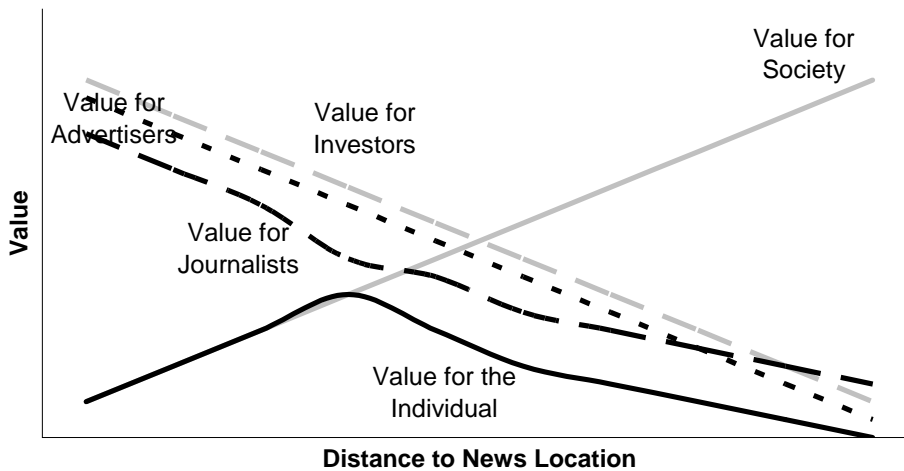 Value for
Society
Value for
Advertisers
Value for
Investors
Value
Value for
Journalists
Value for the
Individual
Distance to News Location